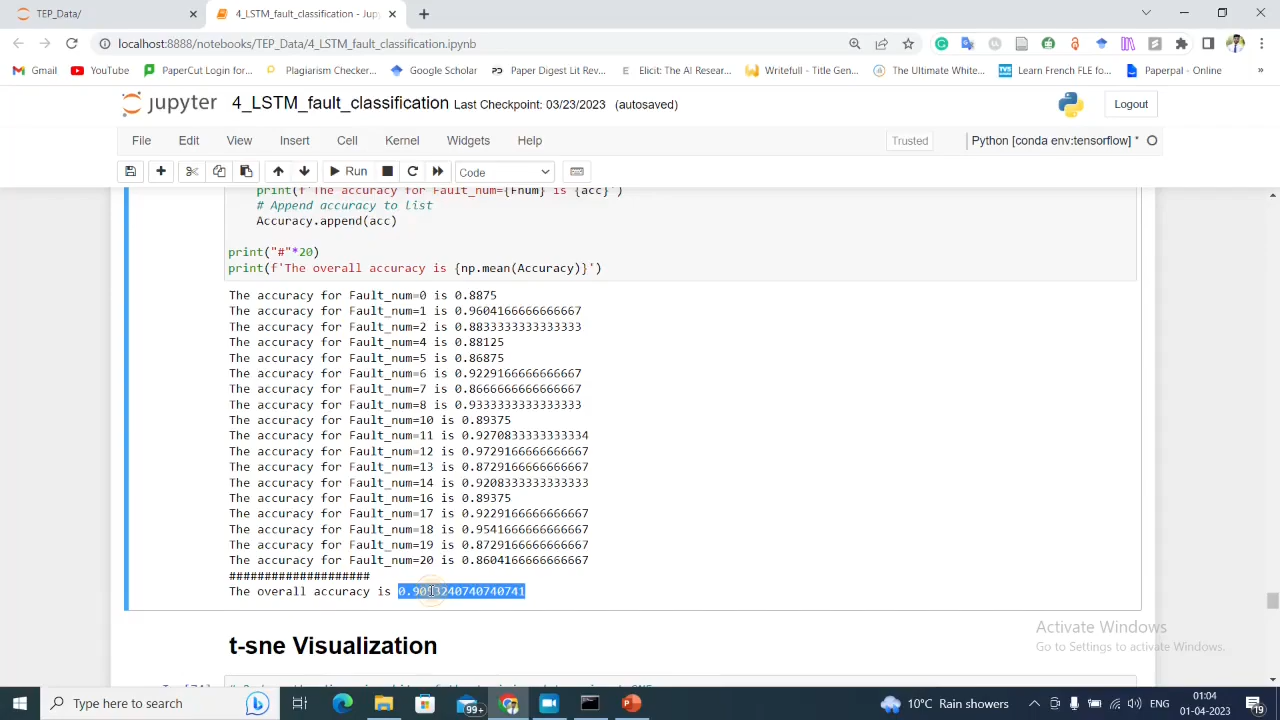 TEP_Data/
4_LSTM_fault_classification - Jup
localhost:8888/notebooks/TEP_Data/4_LSTM_fault_classification.ipynb
Gmail
YouTube
PaperCut Login for...
Plagiarism Checker...
Google Scholar
Paper Digest Lit Rev...
Elicit: The AI Resear...
Writefull - Title Gen...
The Ultimate White...
Learn French FLE fo...
Paperpal - Online
»
jupyter 4_LSTM_fault_classification Last Checkpoint: 03/23/2023 (autosaved)
Logout
File Edit View Insert Cell Kernel Widgets Help
Trusted
Python [conda env:tensorflow] *
Run
Code
print(f'The accuracy for Fault_num={Fnum} is {acc}')
# Append accuracy to list
Accuracy.append(acc)
print("#"*20)
print(f'The overall accuracy is {np.mean(Accuracy)}')
The accuracy for Fault_num=0 is 0.8875
The accuracy for Fault_num=1 is 0.9604166666666667
The accuracy for Fault_num=2 is 0.8833333333333333
The accuracy for Fault_num=4 is 0.88125
The accuracy for Fault_num=5 is 0.86875
The accuracy for Fault_num=6 is 0.9229166666666667
The accuracy for Fault_num=7 is 0.8666666666666667
The accuracy for Fault_num=8 is 0.9333333333333333
The accuracy for Fault_num=10 is 0.89375
The accuracy for Fault_num=11 is 0.9270833333333334
The accuracy for Fault_num=12 is 0.9729166666666667
The accuracy for Fault_num=13 is 0.8729166666666667
The accuracy for Fault_num=14 is 0.9208333333333333
The accuracy for Fault_num=16 is 0.89375
The accuracy for Fault_num=17 is 0.9229166666666667
The accuracy for Fault_num=18 is 0.9541666666666667
The accuracy for Fault_num=19 is 0.8729166666666667
The accuracy for Fault_num=20 is 0.8604166666666667
####################
The overall accuracy is
t-sne Visualization
Activate Windows
Go to Settings to activate Windows.
Type here to search
99+
10°C Rain showers
ENG
01:04
01-04-2023
19